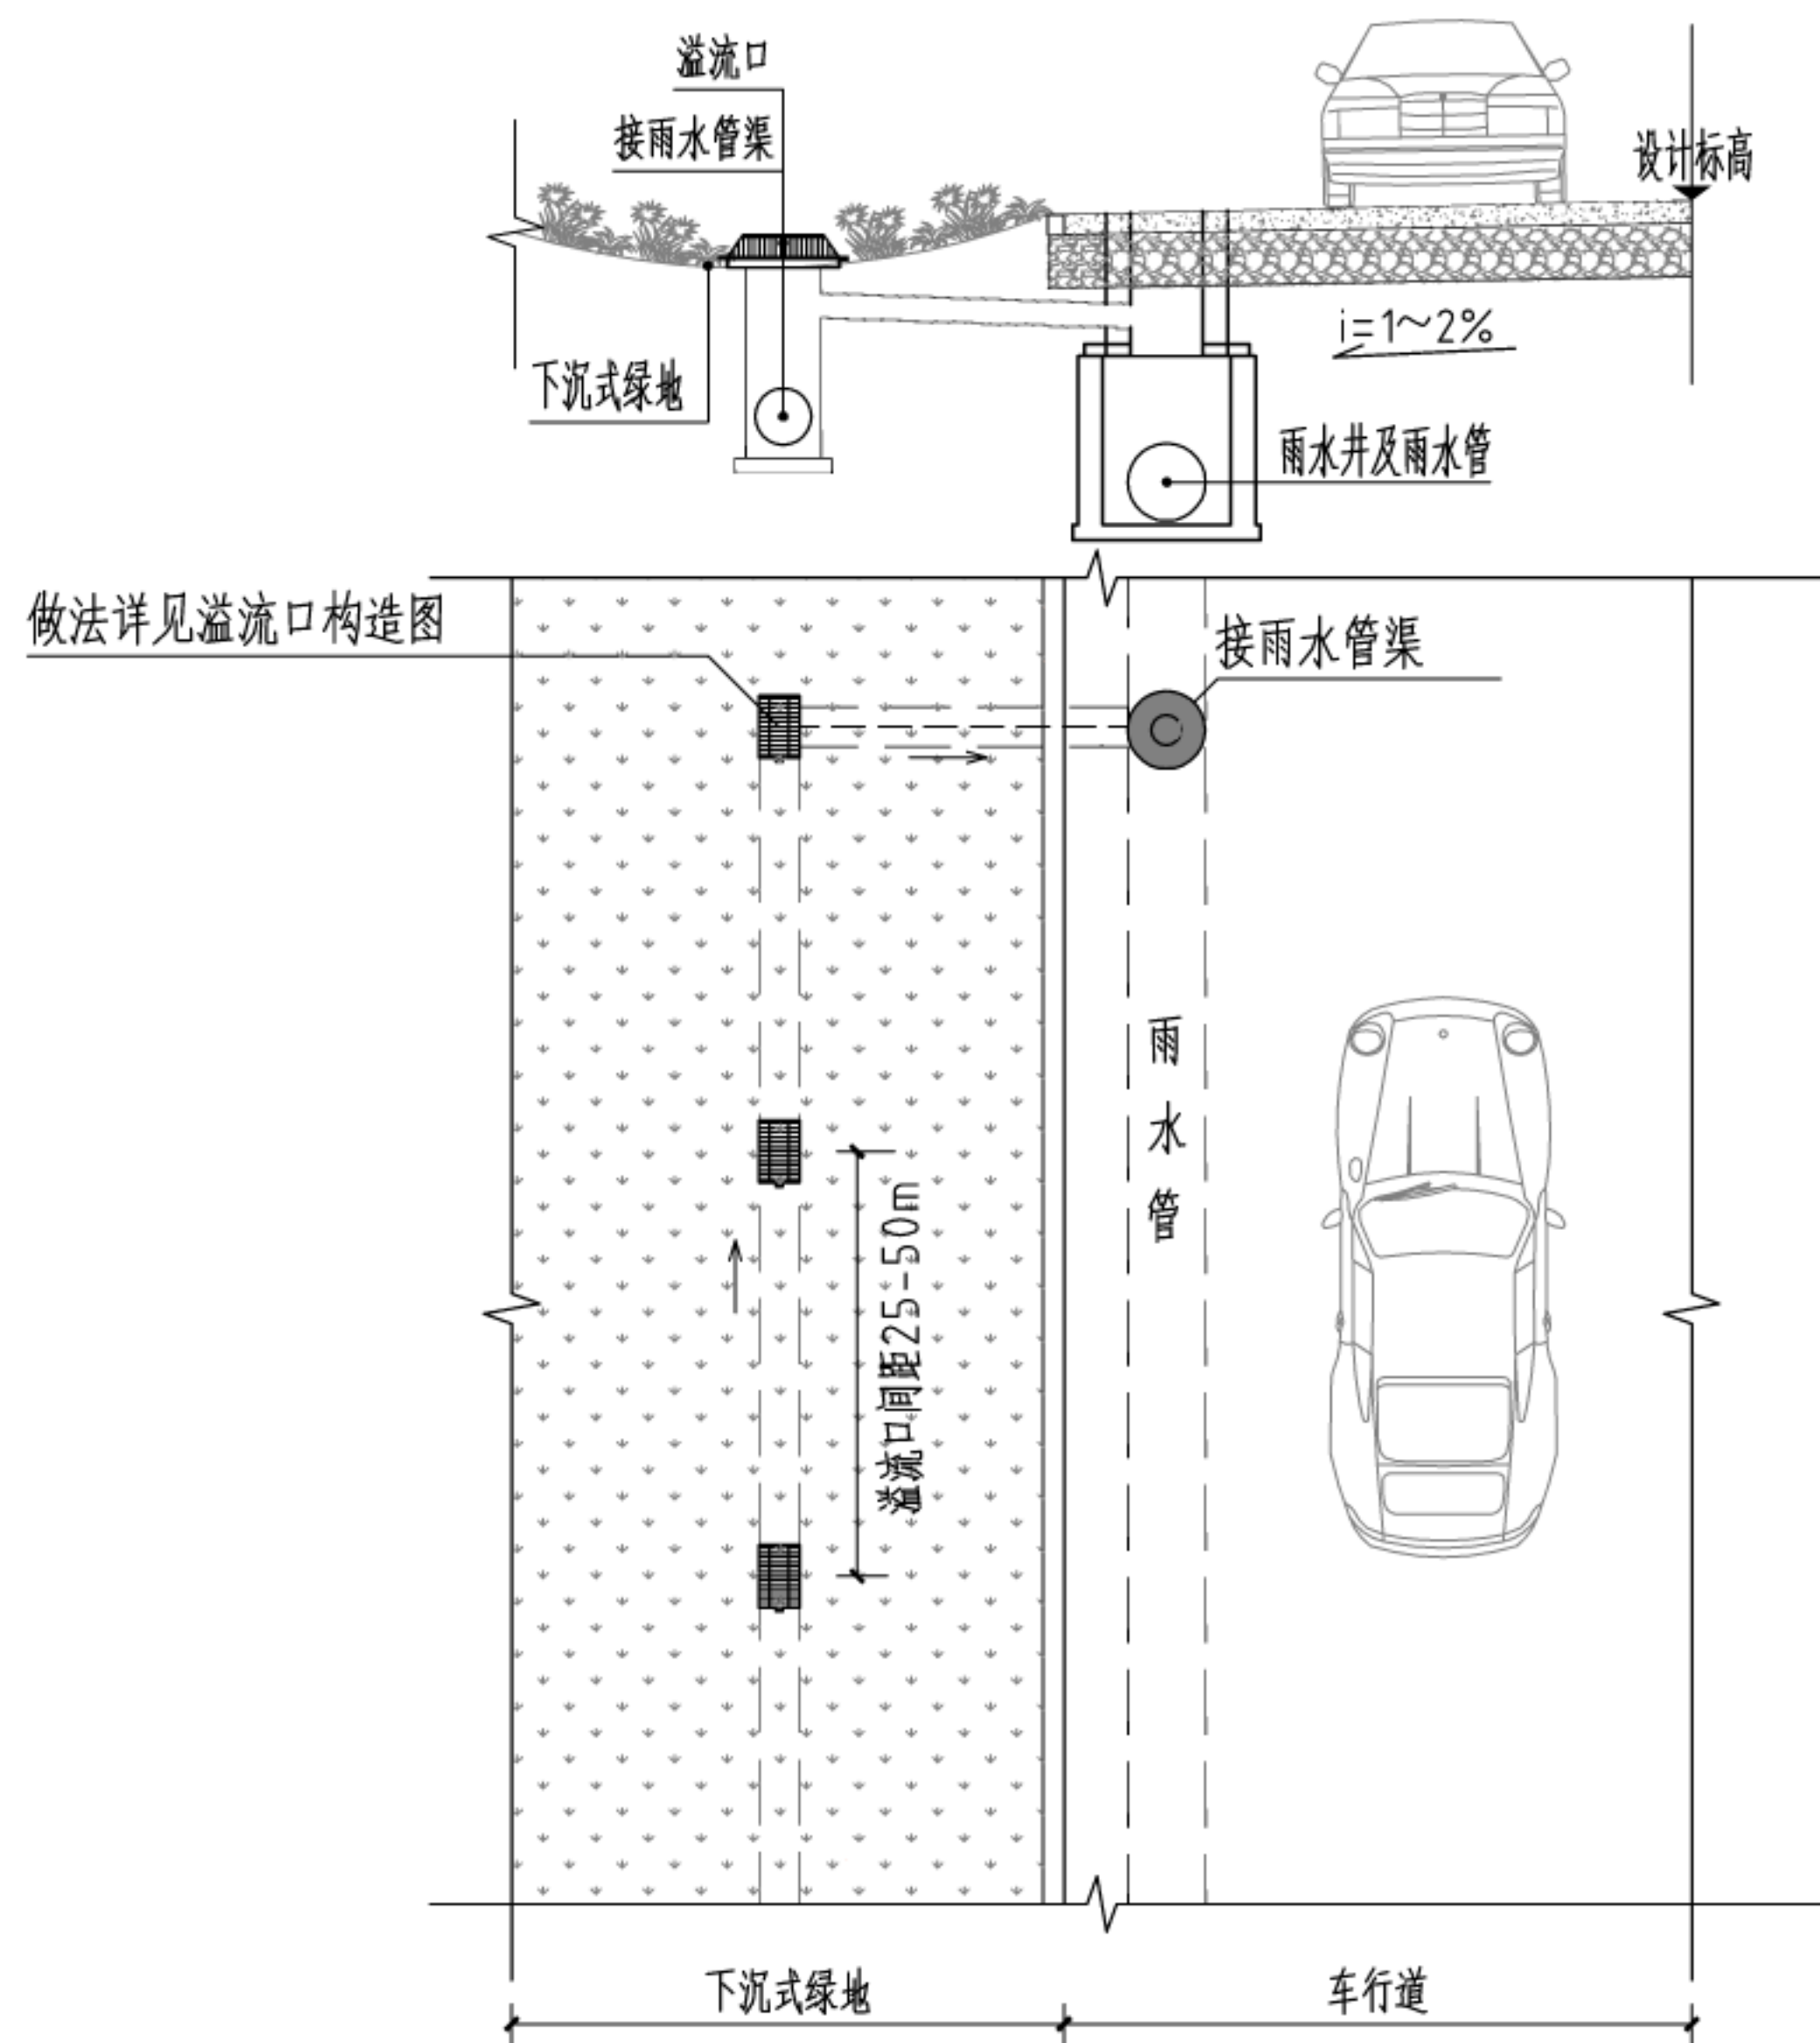 溢流口
接雨水管渠
设计标高
i=1~2%
下沉式绿地
雨水井及雨水管
做法详见溢流口构造图
接雨水管渠
雨水管
溢流口间距25-50m
下沉式绿地
车行道